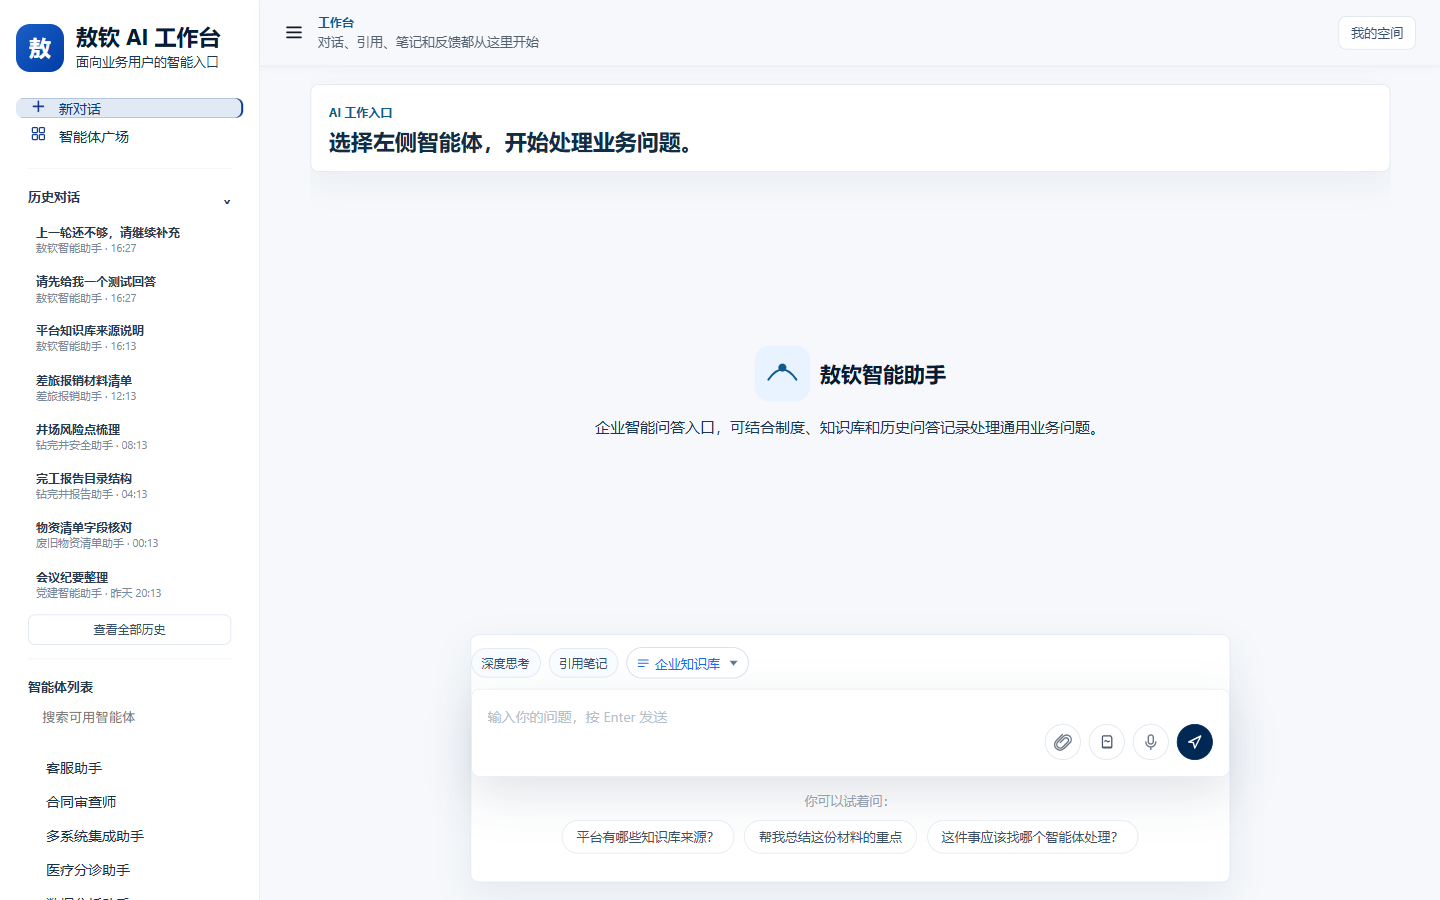 敖
敖钦 AI 工作台
面向业务用户的智能入口
新对话
智能体广场
历史对话
上一轮还不够，请继续补充
敖钦智能助手 · 16:27
请先给我一个测试回答
敖钦智能助手 · 16:27
平台知识库来源说明
敖钦智能助手 · 16:13
差旅报销材料清单
差旅报销助手 · 12:13
井场风险点梳理
钻完井安全助手 · 08:13
完工报告目录结构
钻完井报告助手 · 04:13
物资清单字段核对
废旧物资清单助手 · 00:13
会议纪要整理
党建智能助手 · 昨天 20:13
查看全部历史
智能体列表
搜索可用智能体
客服助手
合同审查师
多系统集成助手
医疗分诊助手
工作台
对话、引用、笔记和反馈都从这里开始
我的空间
AI 工作入口
选择左侧智能体，开始处理业务问题。
敖钦智能助手
企业智能问答入口，可结合制度、知识库和历史问答记录处理通用业务问题。
深度思考
引用笔记
企业知识库
输入你的问题，按 Enter 发送
你可以试着问：
平台有哪些知识库来源？
帮我总结这份材料的重点
这件事应该找哪个智能体处理？